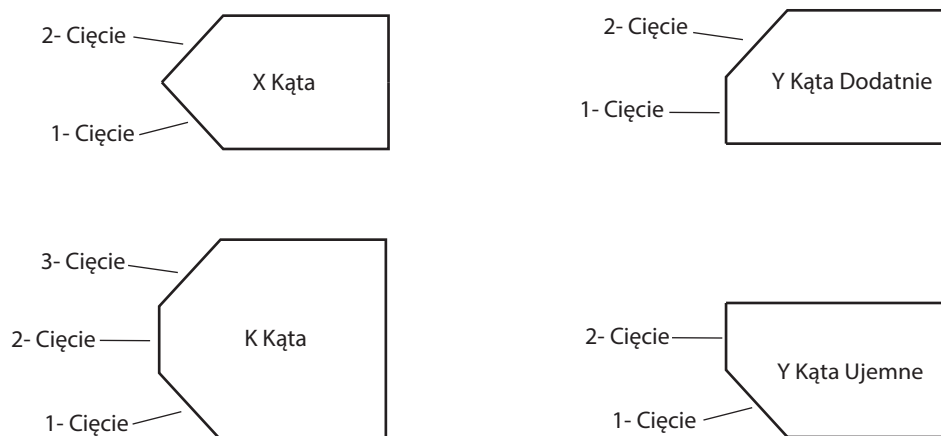 2- Cięcie
X Kąta
1- Cięcie
2- Cięcie
Y Kąta Dodatnie
1- Cięcie
3- Cięcie
2- Cięcie
K Kąta
1- Cięcie
2- Cięcie
Y Kąta Ujemne
1- Cięcie